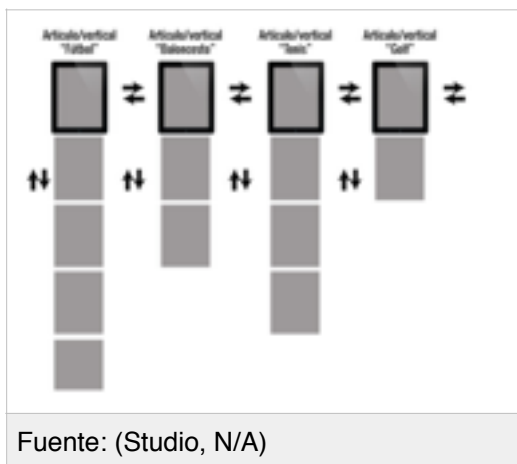 Artículo/vertical
"Fútbol"
Artículo/vertical
"Baloncesto"
Artículo/vertical
"Tenis"
Artículo/vertical
"Golf"
Fuente: (Studio, N/A)